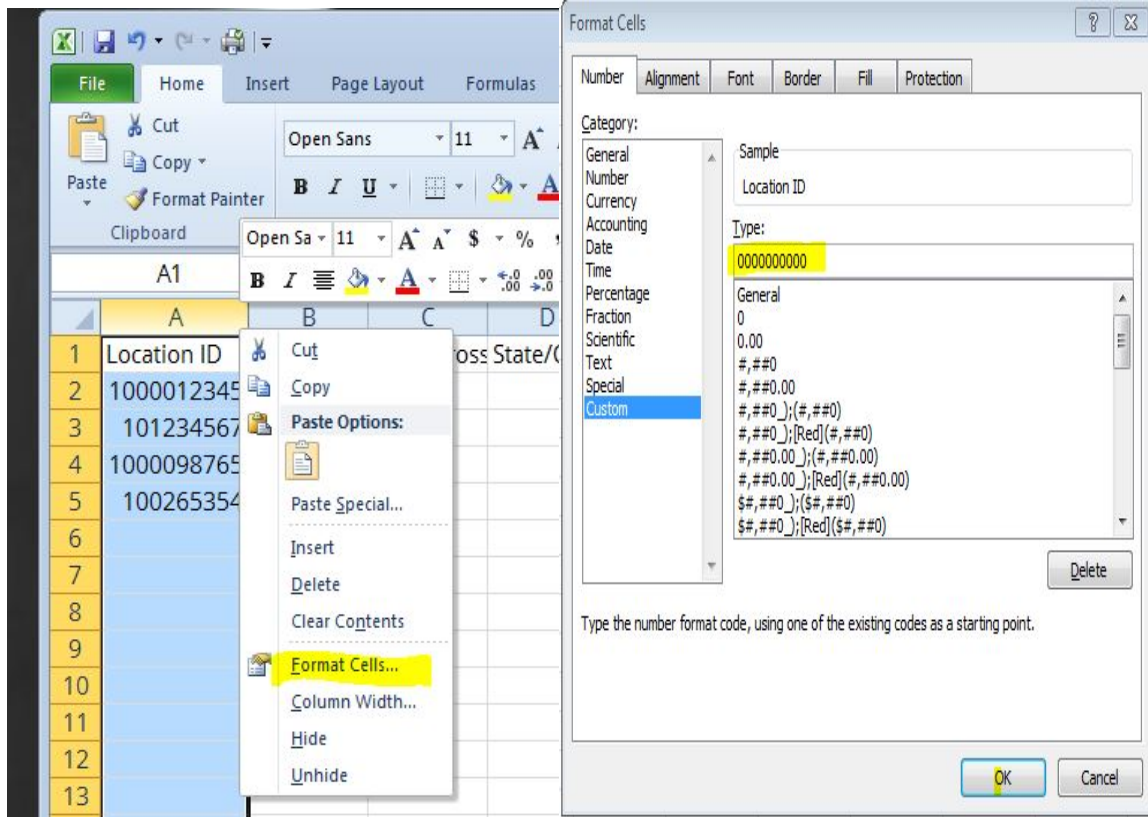 File Home Insert Page Layout Formulas
Cut
Copy
Format Painter
Paste
Clipboard
Open Sans 11 A
B I U A
Open Sa 11 A A $ %
B I A .0 .00 .00 .0
A1
A B C D
1 Location ID oss State/
2 1000012345
3 101234567
4 1000098765
5 100265354
6
7
8
9
10
11
12
13
Cut
Copy
Paste Options:
Paste Special...
Insert
Delete
Clear Contents
Format Cells...
Column Width...
Hide
Unhide
Format Cells
Number Alignment Font Border Fill Protection
Category:
General
Number
Currency
Accounting
Date
Time
Percentage
Fraction
Scientific
Text
Special
Custom
Sample
Location ID
Type:
0000000000
General
0
0.00
#,##0
#,##0.00
#,##0_);(#,##0)
#,##0_);[Red](#,##0)
#,##0.00_);(#,##0.00)
#,##0.00_);[Red](#,##0.00)
$#,##0_);($#,##0)
$#,##0_);[Red]($#,##0)
Delete
Type the number format code, using one of the existing codes as a starting point.
OK Cancel